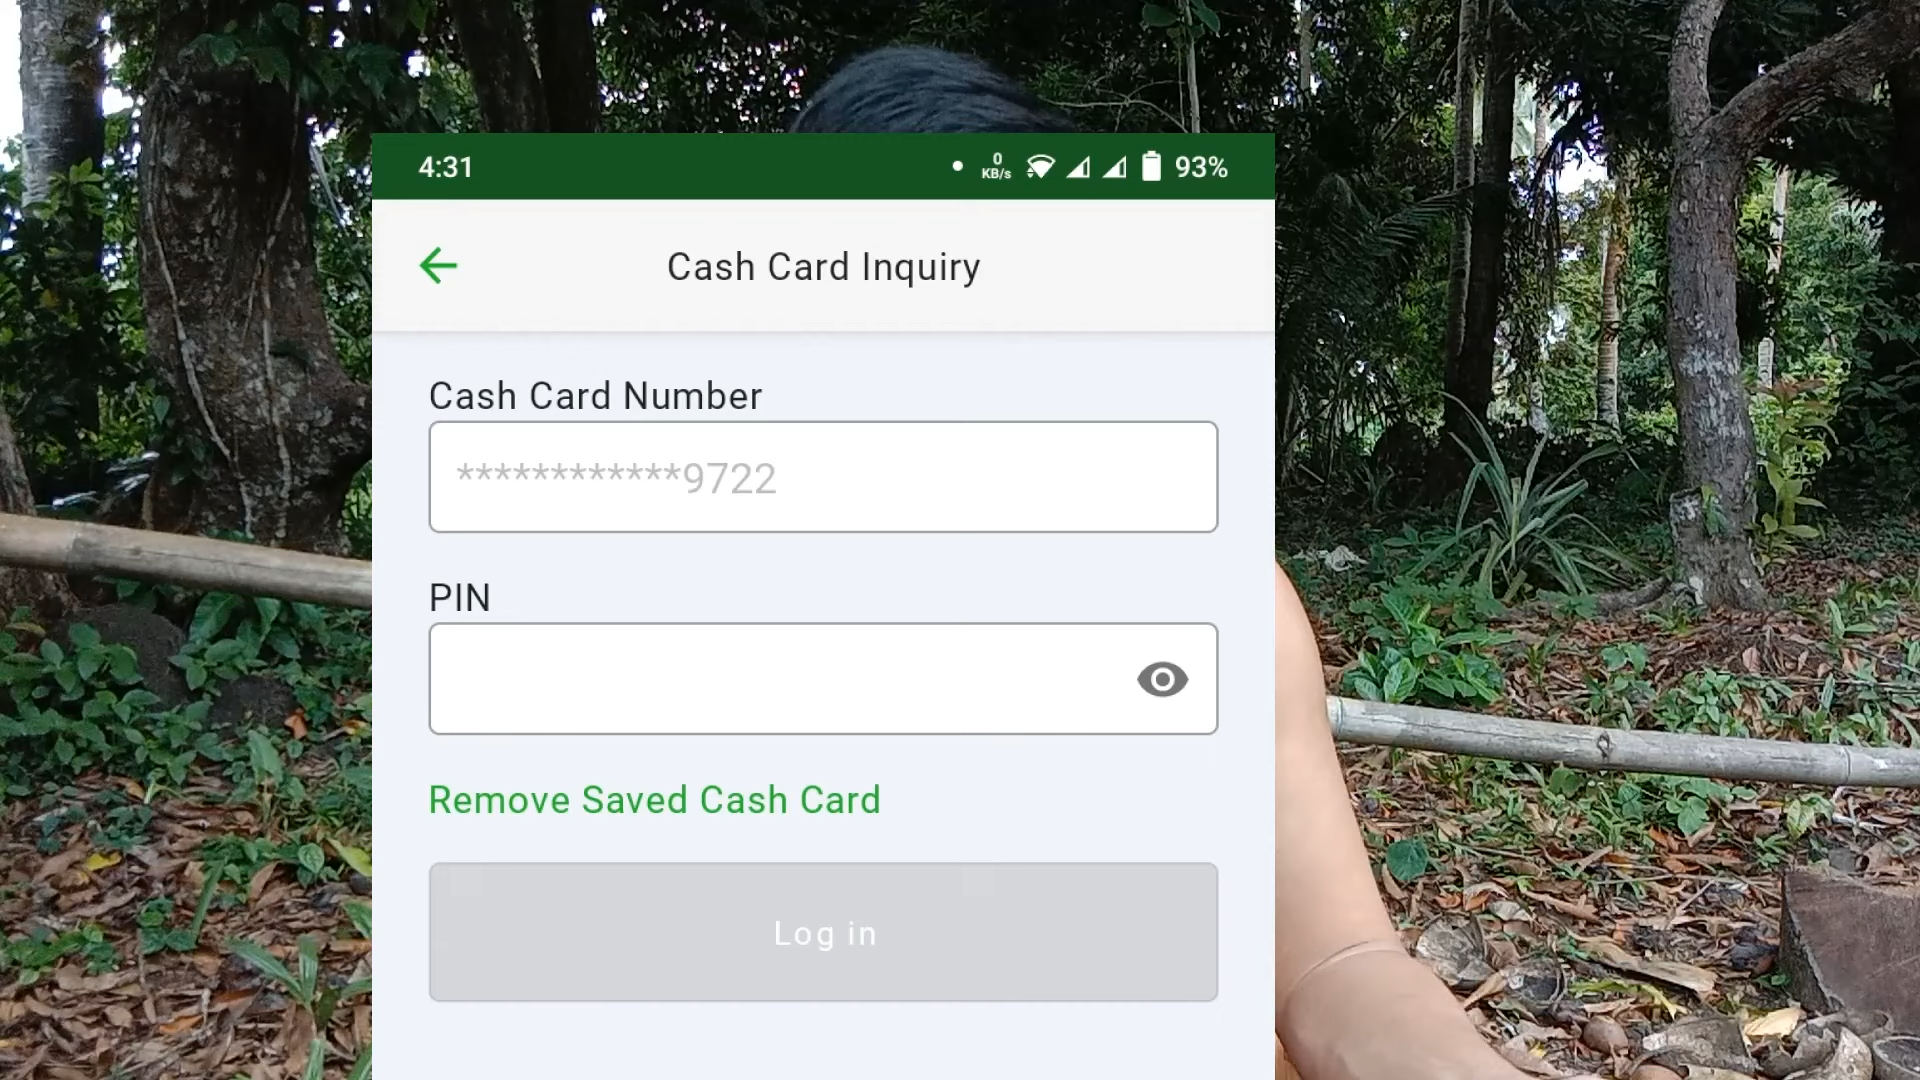 4:31
0
KB/s
93%
Cash Card Inquiry
Cash Card Number
************9722
PIN
Remove Saved Cash Card
Log in